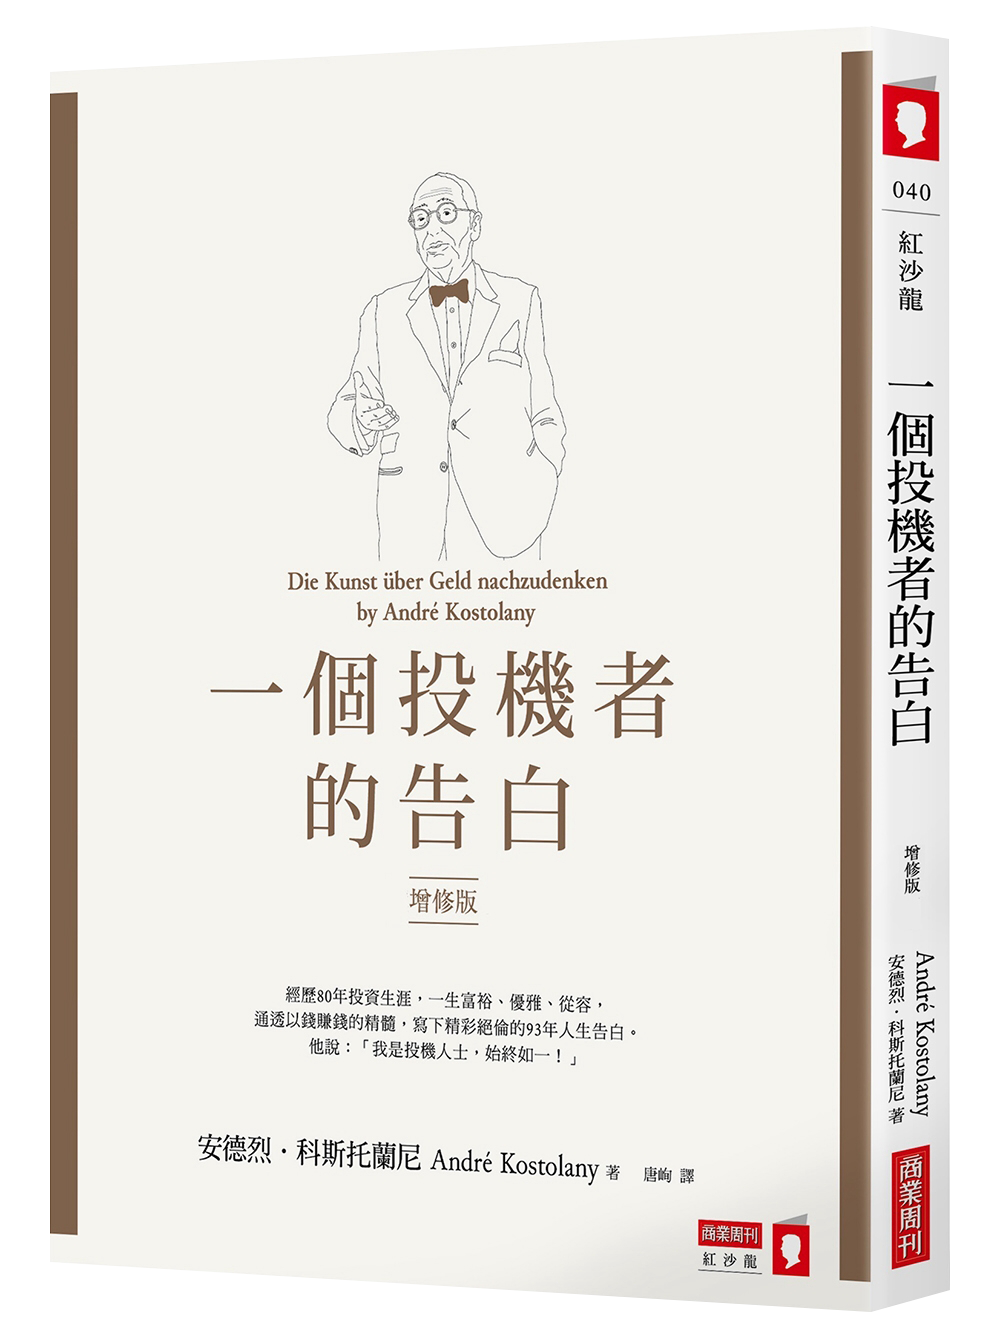 Die Kunst über Geld nachzudenken
by André Kostolany
一個投機者
的告白
增修版
經歷80年投資生涯，一生富裕、優雅、從容，
通透以錢賺錢的精髓，寫下精彩絕倫的93年人生告白。
他說：「我是投機人士，始終如一！」
安德烈．科斯托蘭尼 André Kostolany 著 唐峋 譯
商業周刊
紅沙龍
040
紅沙龍
一個投機者的告白
增修版
André Kostolany
安德烈．科斯托蘭尼 著
商業周刊